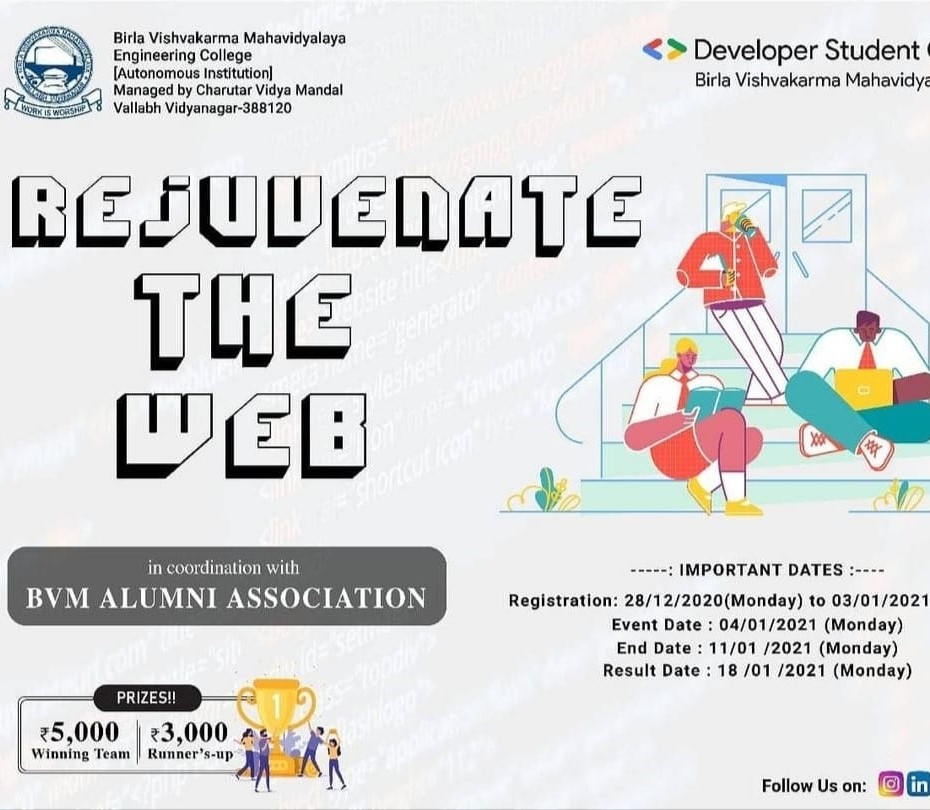 Birla Vishvakarma Mahavidyalaya
Engineering College
[Autonomous Institution]
Managed by Charutar Vidya Mandal
Vallabh Vidyanagar-388120
WORK IS WORSHIP
Developer Student
Birla Vishvakarma Mahavidya
REJUVENATE
THE
WEB
in coordination with
BVM ALUMNI ASSOCIATION
-----: IMPORTANT DATES :----
Registration: 28/12/2020(Monday) to 03/01/2021
Event Date : 04/01/2021 (Monday)
End Date : 11/01 /2021 (Monday)
Result Date : 18 /01 /2021 (Monday)
PRIZES!!
1
₹5,000 | ₹3,000
Winning Team | Runner's-up
Follow Us on:
in